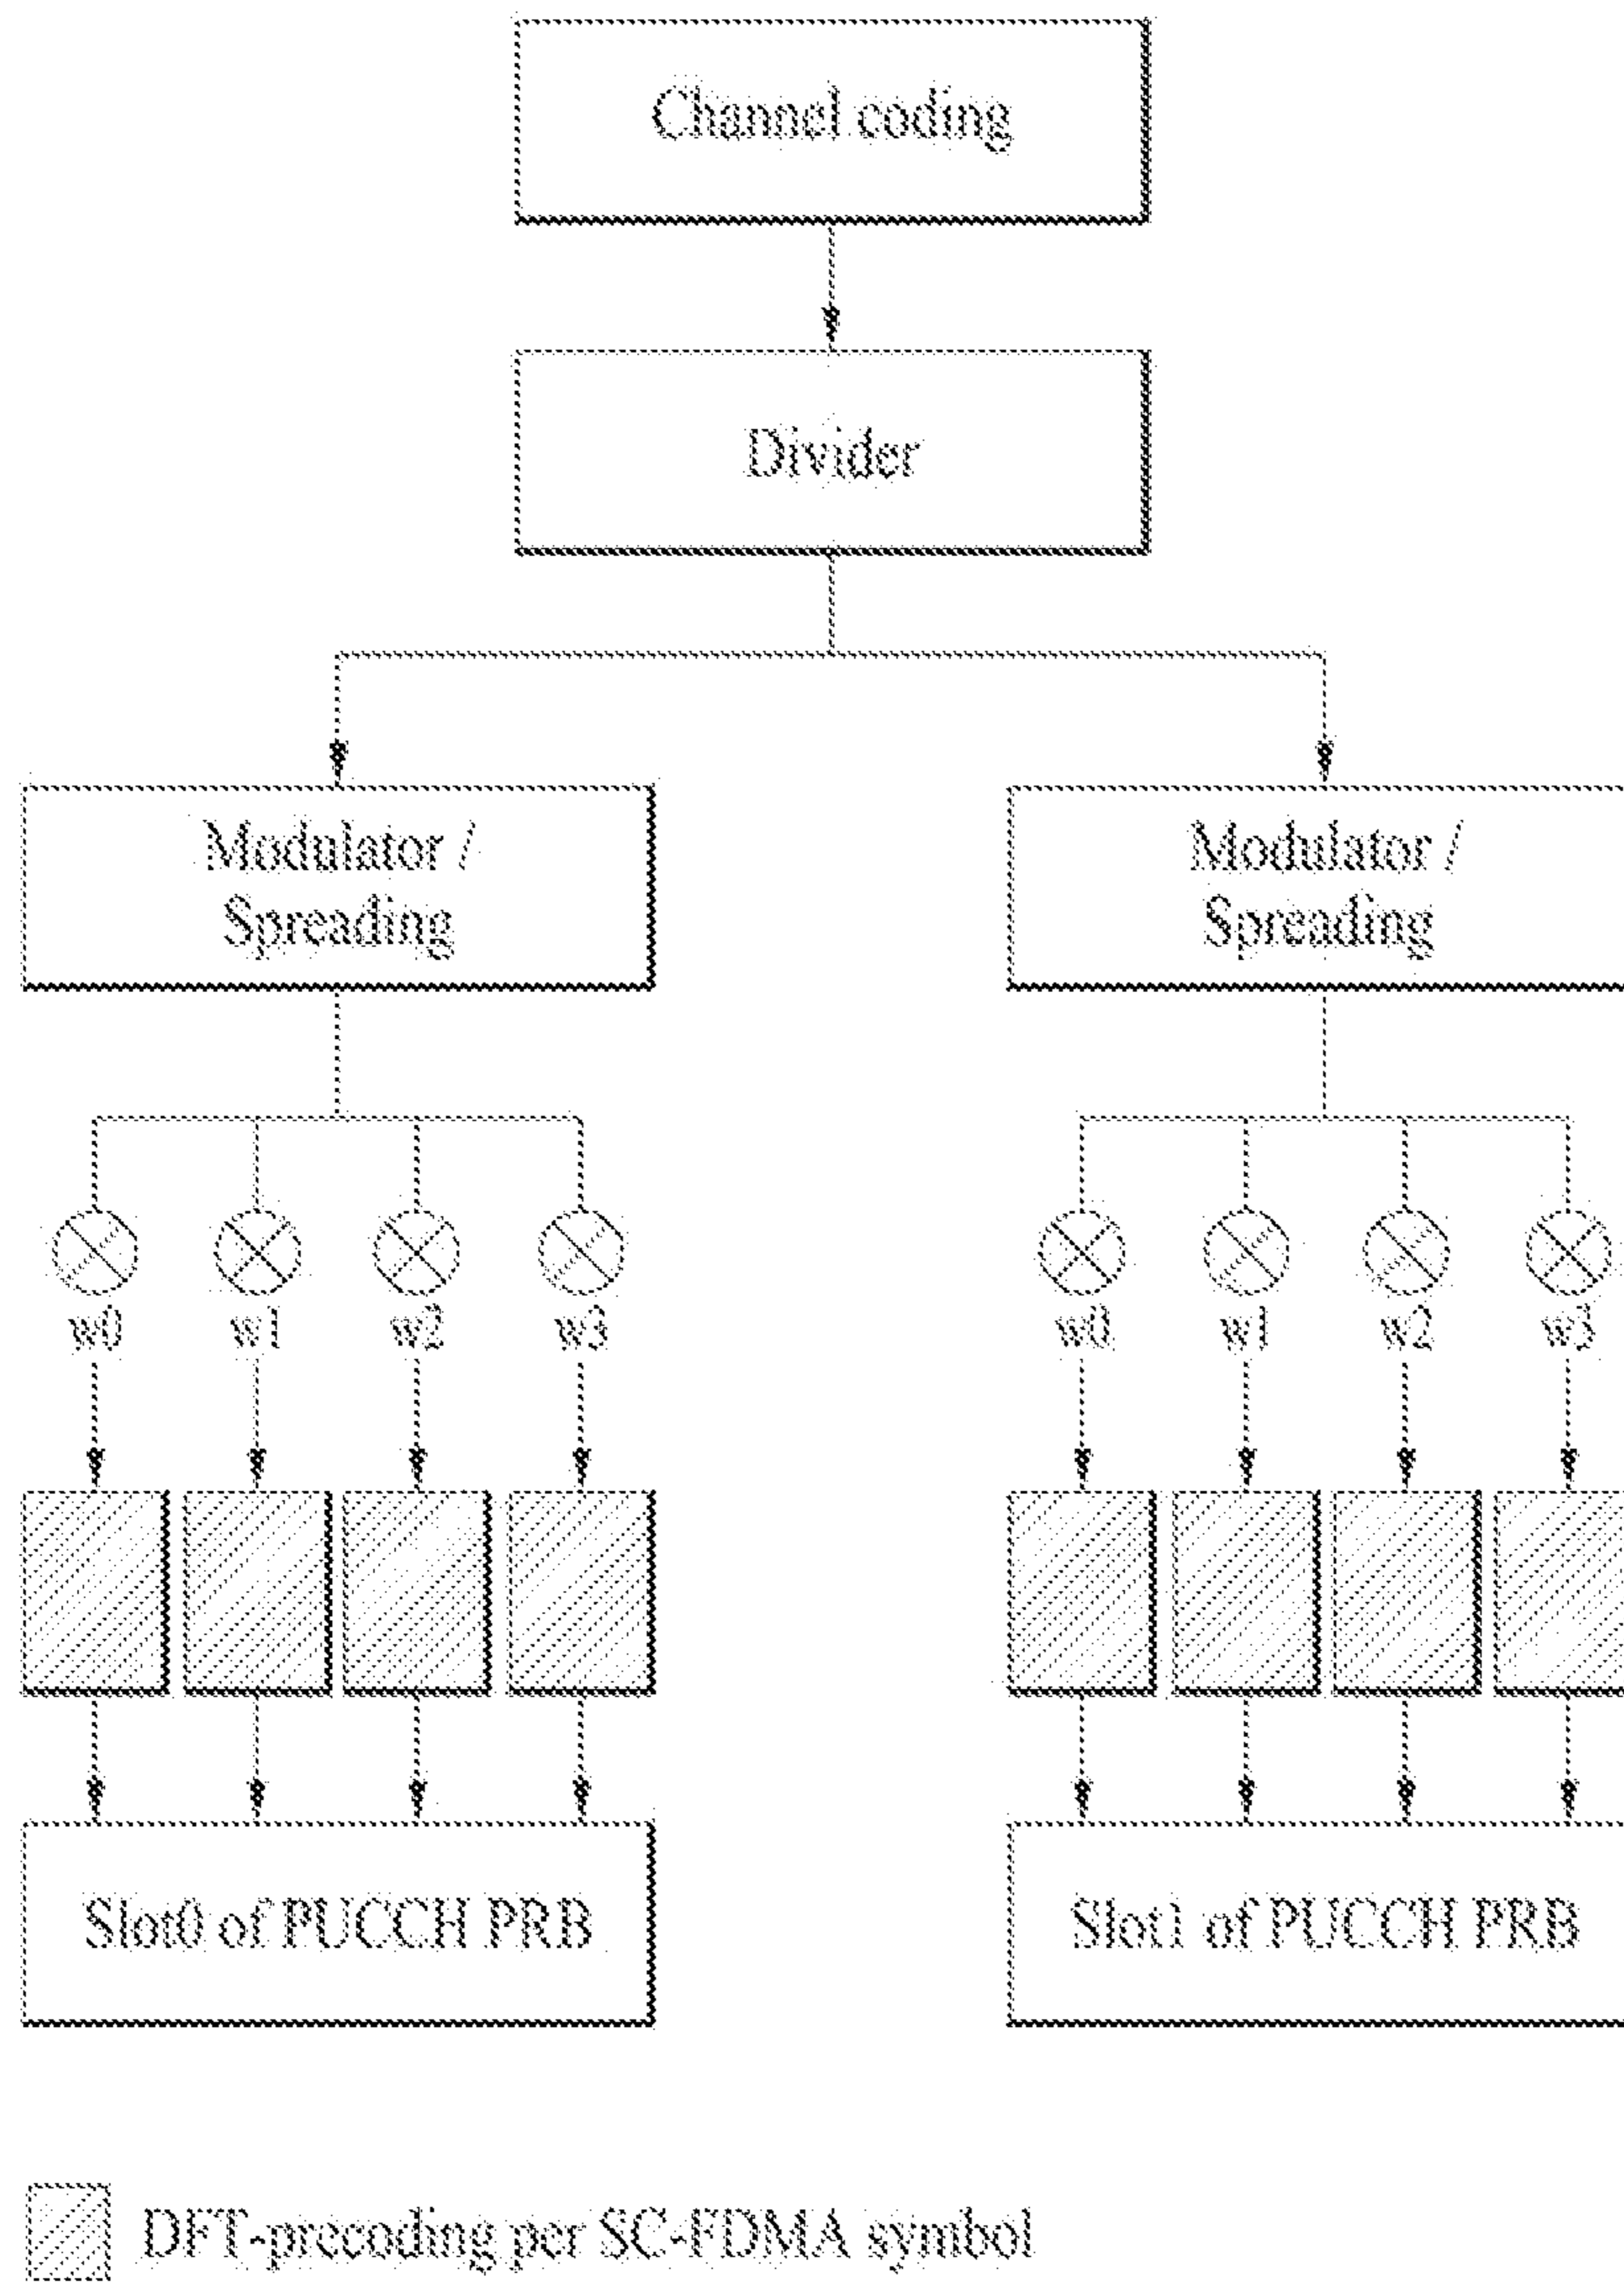 Channel coding
Divider
Modulator /
Spreading
Modulator /
Spreading
w0 w1 w2 w3
w0 w1 w2 w3
Slot0 of PUCCH PRB
Slot1 of PUCCH PRB
DFT-precoding per SC-FDMA symbol